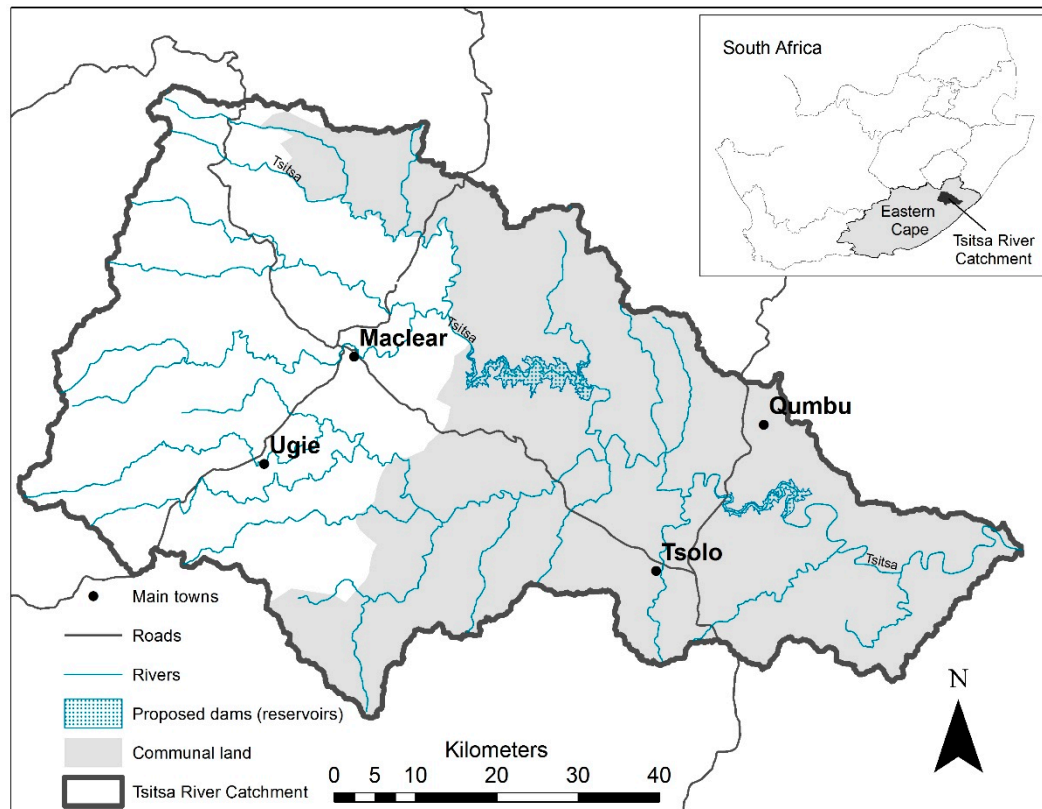 South Africa
Eastern
Cape
Tsitsa River
Catchment
Tsitsa
Tsitsa
Maclear
Qumbu
Ugie
Tsolo
Tsitsa
Main towns
Roads
Rivers
Proposed dams (reservoirs)
Communal land
Tsitsa River Catchment
Kilometers
0 5 10 20 30 40
N